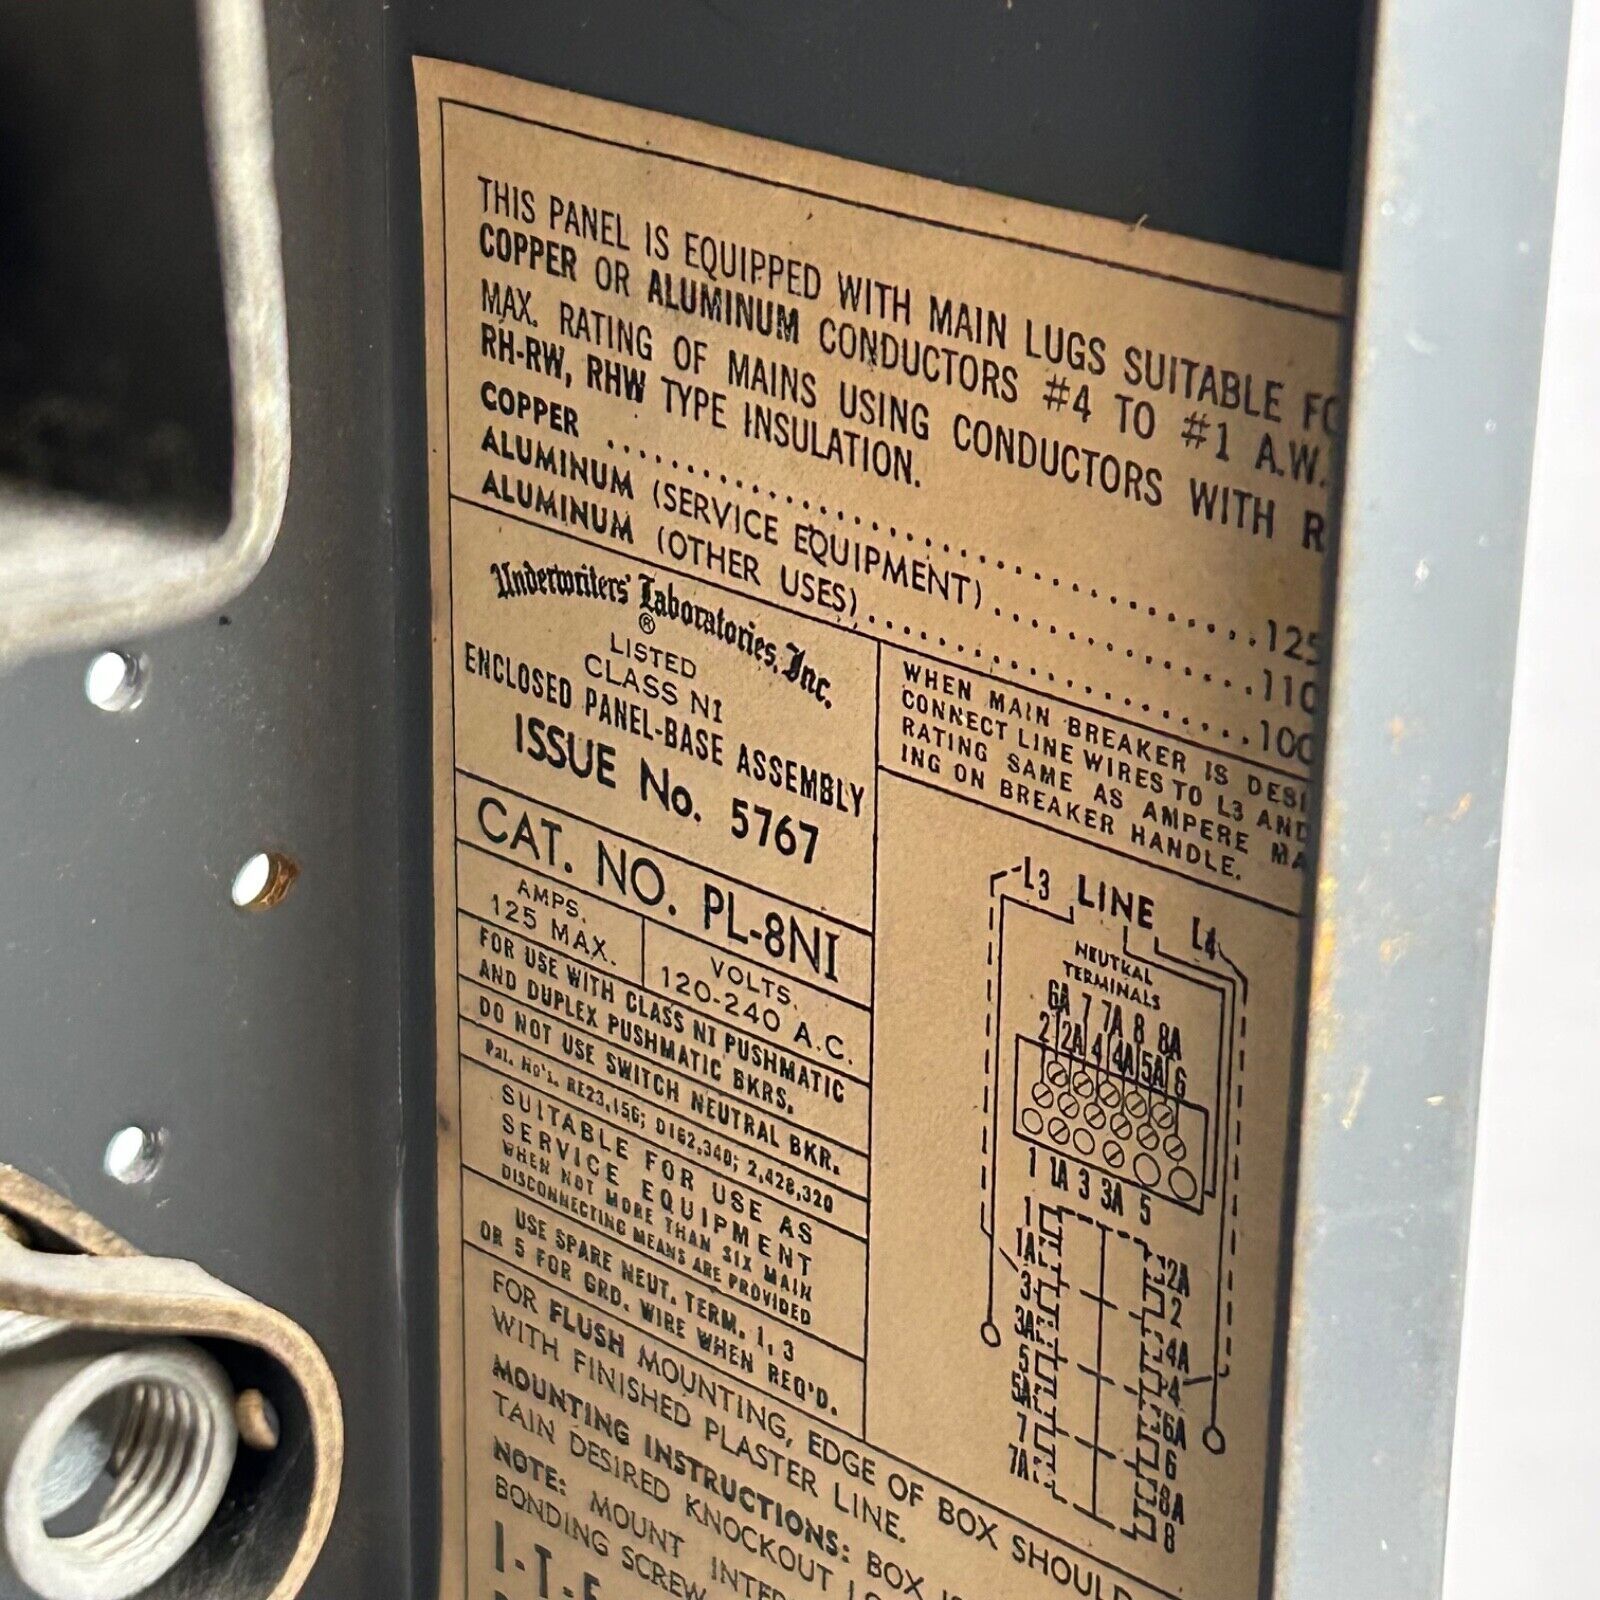 THIS PANEL IS EQUIPPED WITH MAIN LUGS SUITABLE FO
COPPER OR ALUMINUM CONDUCTORS #4 TO #1 A.W.
MAX. RATING OF MAINS USING CONDUCTORS WITH R
RH-RW, RHW TYPE INSULATION.
COPPER ........................ 125
ALUMINUM (SERVICE EQUIPMENT) ............ 110
ALUMINUM (OTHER USES) ................ 100
Underwriters' Laboratories, Inc.
®
LISTED
CLASS NI
ENCLOSED PANEL-BASE ASSEMBLY
ISSUE No. 5767
CAT. NO. PL-8NI
AMPS.
125 MAX.
VOLTS.
120-240 A.C.
FOR USE WITH CLASS NI PUSHMATIC
AND DUPLEX PUSHMATIC BKRS.
DO NOT USE SWITCH NEUTRAL BKR.
Pat. No's. RE23,156; D162,340; 2,428,320
SUITABLE FOR USE AS
SERVICE EQUIPMENT
WHEN NOT MORE THAN SIX MAIN
DISCONNECTING MEANS ARE PROVIDED
USE SPARE NEUT. TERM. 1, 3
OR 5 FOR GRD. WIRE WHEN REQ'D.
WHEN MAIN BREAKER IS DESI
CONNECT LINE WIRES TO L3 AND
RATING SAME AS AMPERE MA
ING ON BREAKER HANDLE.
L3 LINE L4
NEUTRAL
TERMINALS
6A 7 7A 8 8A
2 2A 4 4A 5A 6
1 1A 3 3A 5
1
1A 2A
3 2
3A 4A
5 4
5A 6A
7 6
7A 8A
8
FOR FLUSH MOUNTING, EDGE OF BOX SHOULD
WITH FINISHED PLASTER LINE.
MOUNTING INSTRUCTIONS: BOX IS
TAIN DESIRED KNOCKOUT LO
NOTE: MOUNT INTER
BONDING SCREW
I-T-E